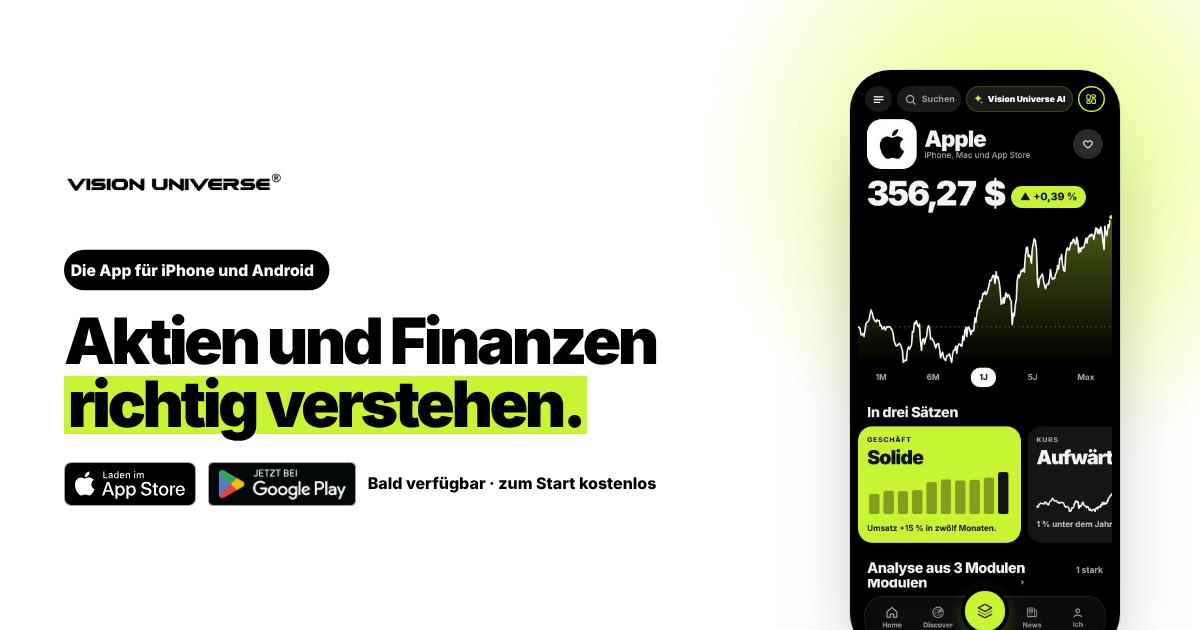 VISION UNIVERSE®
Die App für iPhone und Android
Aktien und Finanzen
richtig verstehen.
Laden im
App Store
JETZT BEI
Google Play
Bald verfügbar · zum Start kostenlos
Suchen
Vision Universe AI
Apple
iPhone, Mac und App Store
356,27 $
▲ +0,39 %
1M 6M 1J 5J Max
In drei Sätzen
GESCHÄFT
Solide
Umsatz +15 % in zwölf Monaten.
KURS
Aufwärt
1 % unter dem Jahr
Analyse aus 3 Modulen
1 stark
Modulen
Home Discover News Ich